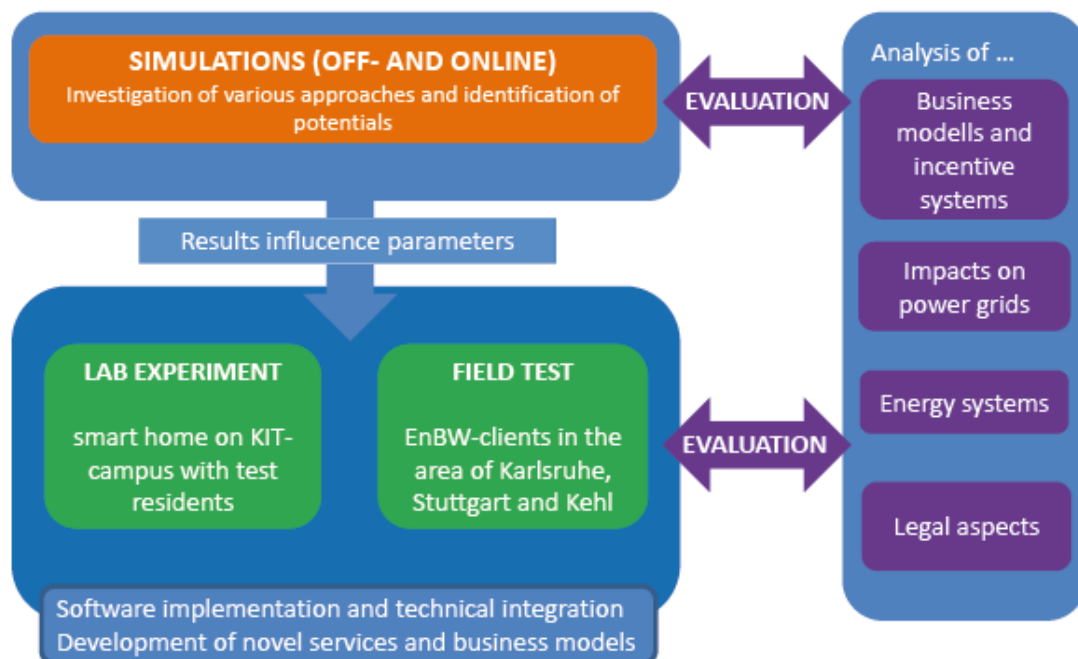 SIMULATIONS (OFF- AND ONLINE)
Investigation of various approaches and identification of
potentials
EVALUATION
Analysis of ...
Business
modells and
incentive
systems
Impacts on
power grids
Energy systems
Legal aspects
Results influcence parameters
LAB EXPERIMENT
smart home on KIT-
campus with test
residents
FIELD TEST
EnBW-clients in the
area of Karlsruhe,
Stuttgart and Kehl
EVALUATION
Software implementation and technical integration
Development of novel services and business models